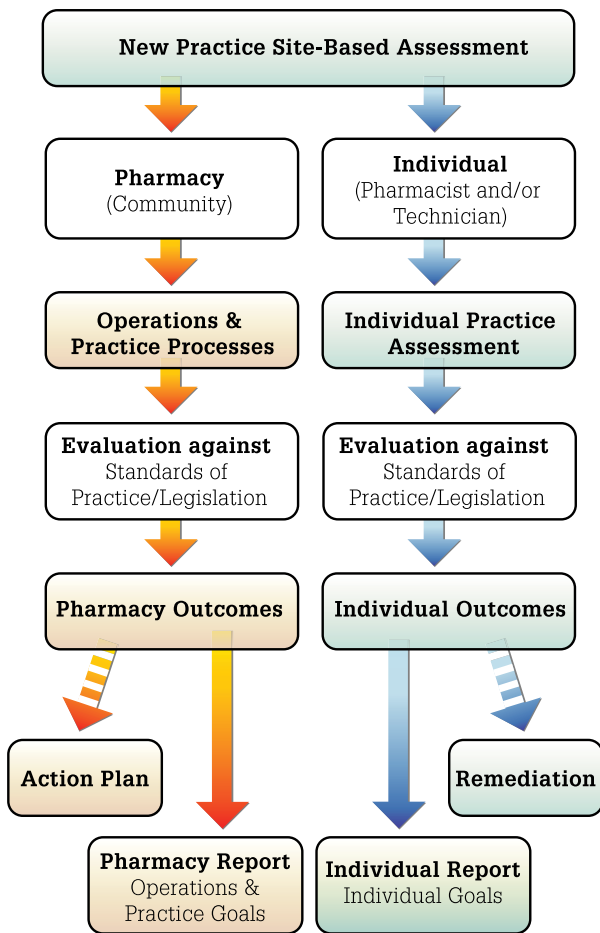 New Practice Site-Based Assessment
Pharmacy
(Community)
Individual
(Pharmacist and/or
Technician)
Operations &
Practice Processes
Individual Practice
Assessment
Evaluation against
Standards of
Practice/Legislation
Evaluation against
Standards of
Practice/Legislation
Pharmacy Outcomes
Individual Outcomes
Action Plan
Remediation
Pharmacy Report
Operations &
Practice Goals
Individual Report
Individual Goals